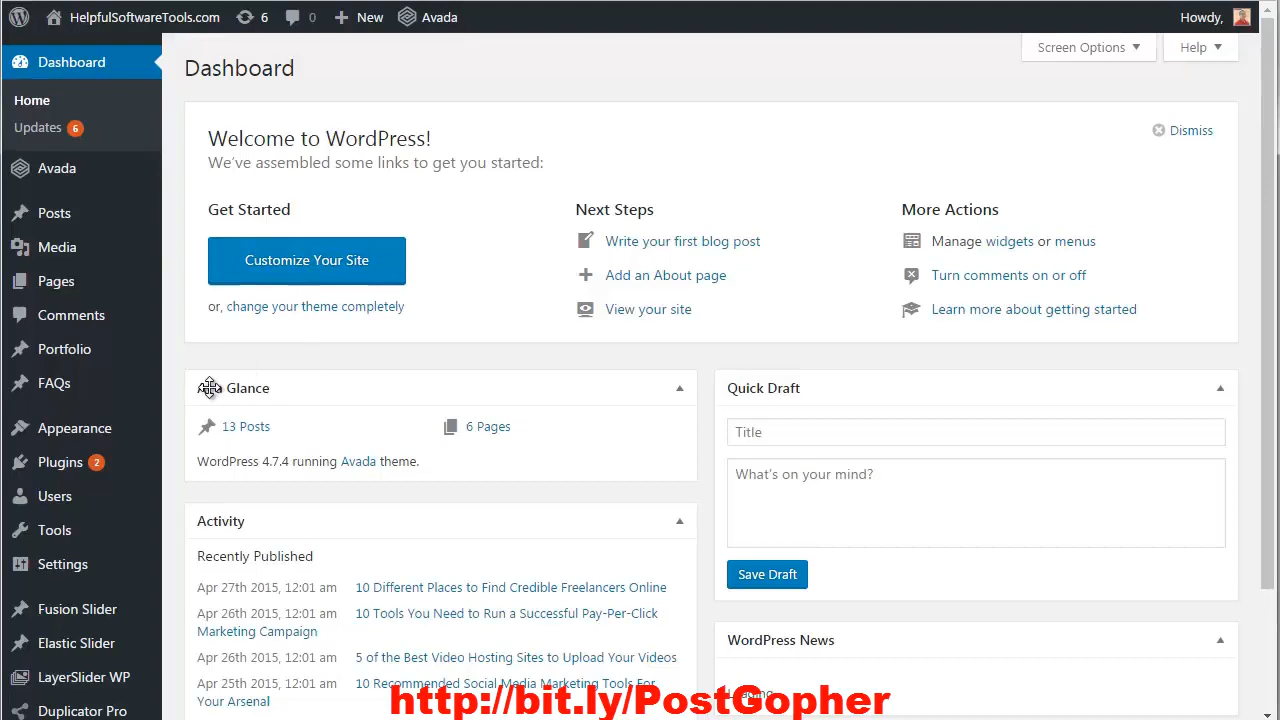 HelpfulSoftwareTools.com 6 0 New Avada Howdy,
Screen Options Help
Dashboard
Home
Updates 6
Avada
Posts
Media
Pages
Comments
Portfolio
FAQs
Appearance
Plugins 2
Users
Tools
Settings
Fusion Slider
Elastic Slider
LayerSlider WP
Duplicator Pro
Dashboard
Welcome to WordPress!
We've assembled some links to get you started:
Dismiss
Get Started
Customize Your Site
or, change your theme completely
Next Steps
Write your first blog post
Add an About page
View your site
More Actions
Manage widgets or menus
Turn comments on or off
Learn more about getting started
Glance
13 Posts 6 Pages
WordPress 4.7.4 running Avada theme.
Activity
Recently Published
Apr 27th 2015, 12:01 am 10 Different Places to Find Credible Freelancers Online
Apr 26th 2015, 12:01 am 10 Tools You Need to Run a Successful Pay-Per-Click
Marketing Campaign
Apr 26th 2015, 12:01 am 5 of the Best Video Hosting Sites to Upload Your Videos
Apr 25th 2015, 12:01 am 10 Recommended Social Media Marketing Tools For
Your Arsenal
Quick Draft
Title
What's on your mind?
Save Draft
WordPress News
http://bit.ly/PostGopher